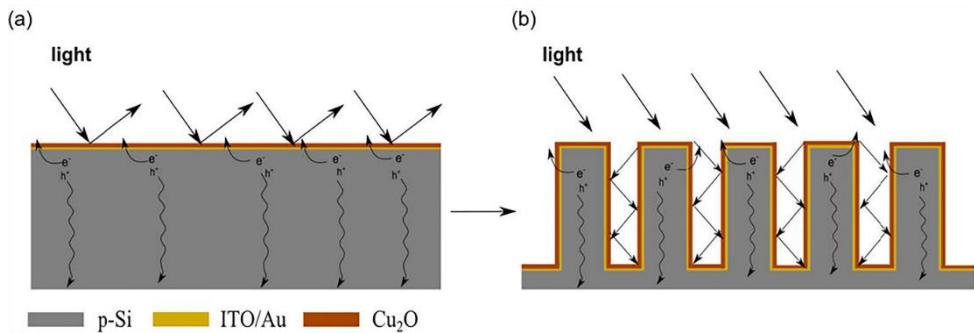 (a)
(b)
light
light
e-
e-
e-
e-
e-
h+
h+
h+
h+
h+
e-
e-
e-
e-
e-
h+
h+
h+
h+
h+
p-Si
ITO/Au
Cu₂O